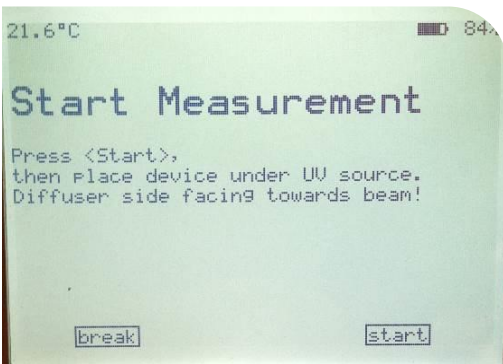 21.6°C 84%
Start Measurement
Press <Start>,
then place device under UV source.
Diffuser side facing towards beam!
break start